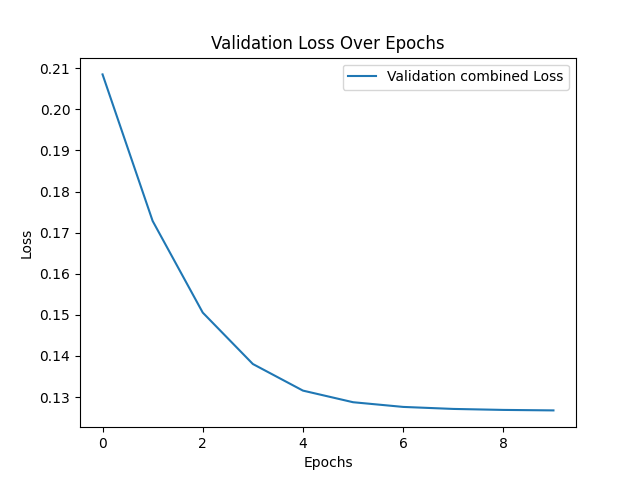 Validation Loss Over Epochs
Validation combined Loss
0.21
0.20
0.19
0.18
0.17
0.16
0.15
0.14
0.13
Loss
0 2 4 6 8
Epochs